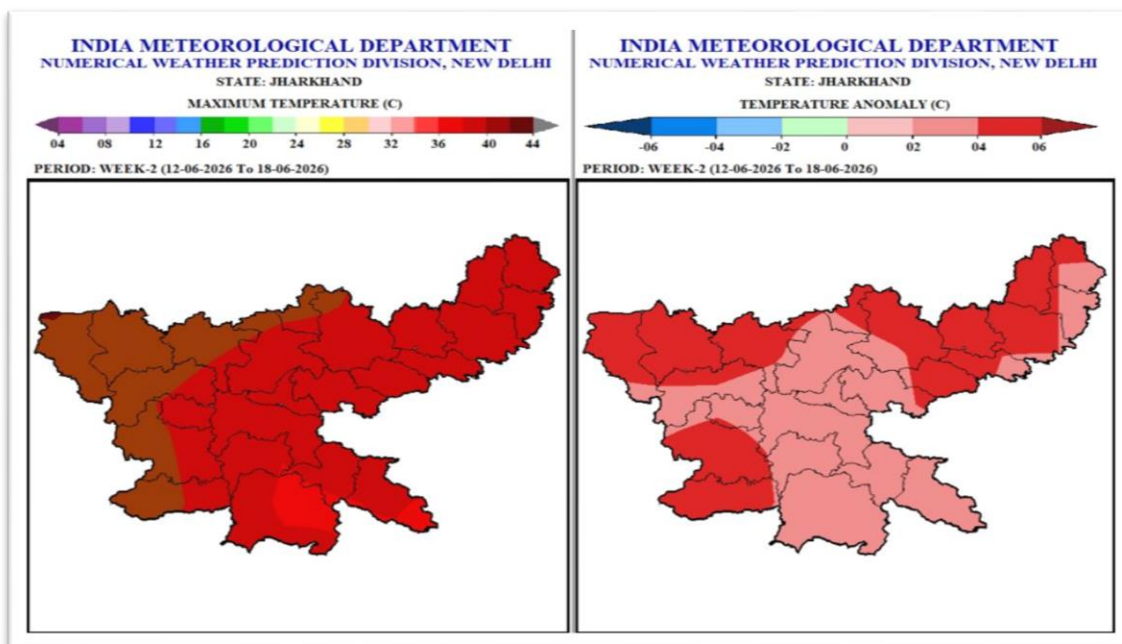 INDIA METEOROLOGICAL DEPARTMENT
NUMERICAL WEATHER PREDICTION DIVISION, NEW DELHI
STATE: JHARKHAND
MAXIMUM TEMPERATURE (C)
04 08 12 16 20 24 28 32 36 40 44
PERIOD: WEEK-2 (12-06-2026 To 18-06-2026)
INDIA METEOROLOGICAL DEPARTMENT
NUMERICAL WEATHER PREDICTION DIVISION, NEW DELHI
STATE: JHARKHAND
TEMPERATURE ANOMALY (C)
-06 -04 -02 0 02 04 06
PERIOD: WEEK-2 (12-06-2026 To 18-06-2026)